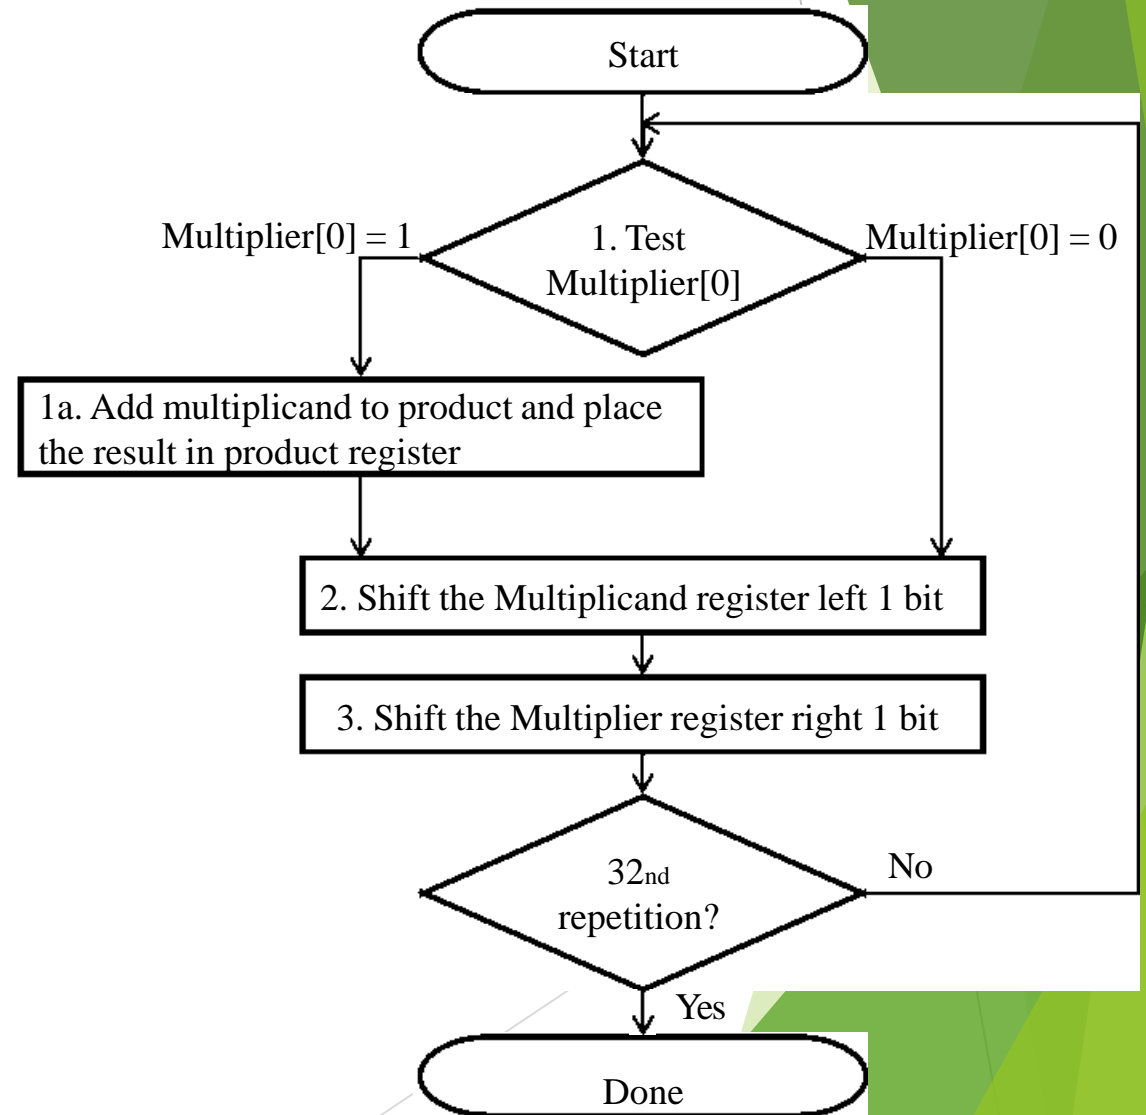 Start
Multiplier[0] = 1
1. Test
Multiplier[0]
Multiplier[0] = 0
1a. Add multiplicand to product and place
the result in product register
2. Shift the Multiplicand register left 1 bit
3. Shift the Multiplier register right 1 bit
32nd
repetition?
No
Yes
Done